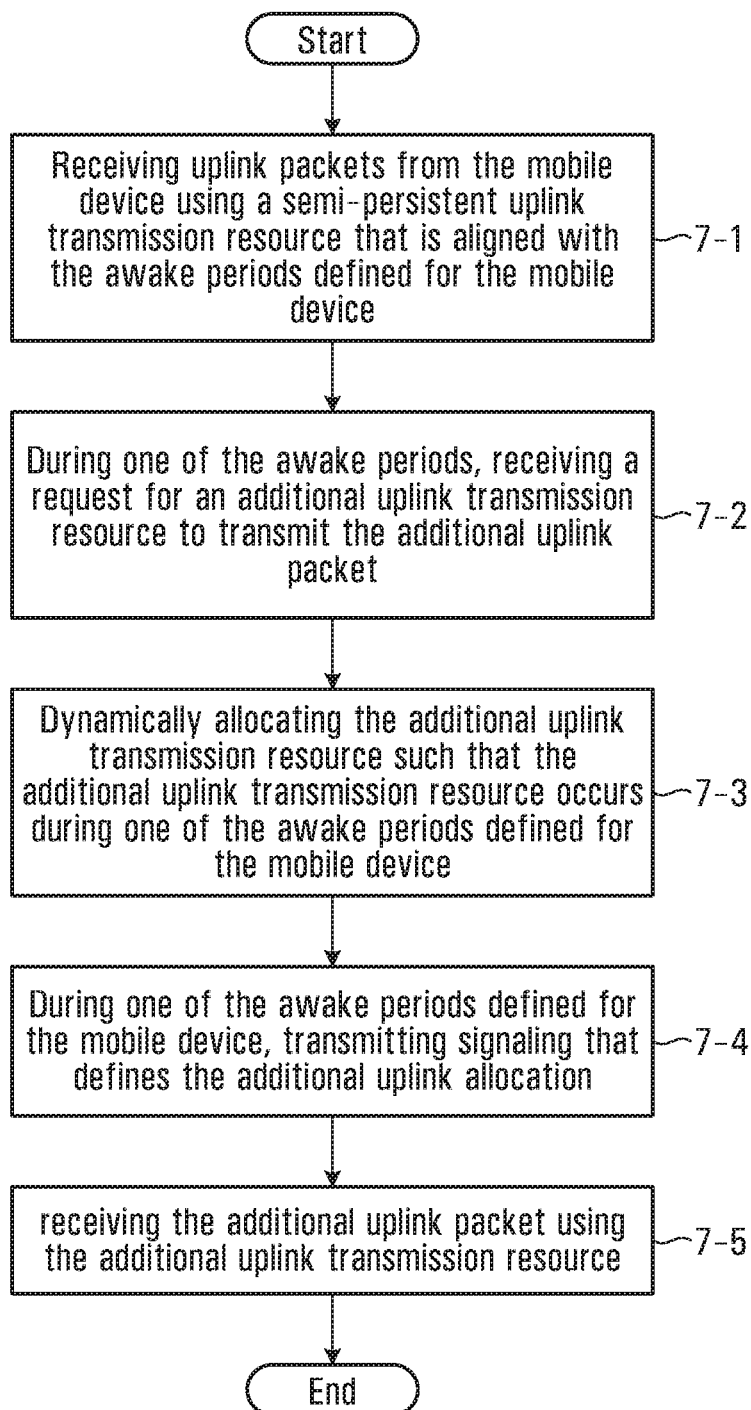 Start
Receiving uplink packets from the mobile
device using a semi-persistent uplink
transmission resource that is aligned with
the awake periods defined for the mobile
device
7-1
During one of the awake periods, receiving a
request for an additional uplink transmission
resource to transmit the additional uplink
packet
7-2
Dynamically allocating the additional uplink
transmission resource such that the
additional uplink transmission resource occurs
during one of the awake periods defined for
the mobile device
7-3
During one of the awake periods defined for
the mobile device, transmitting signaling that
defines the additional uplink allocation
7-4
receiving the additional uplink packet using
the additional uplink transmission resource
7-5
End